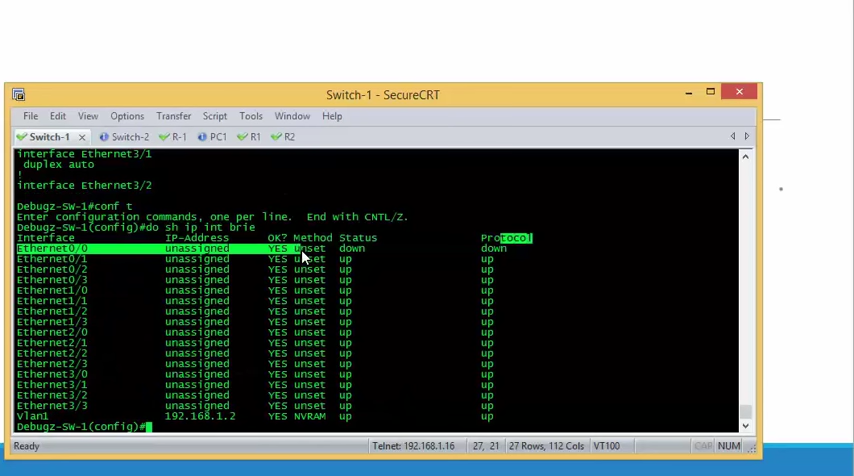 Switch-1 - SecureCRT
File Edit View Options Transfer Script Tools Window Help
Switch-1 Switch-2 R-1 PC1 R1 R2
interface Ethernet3/1
 duplex auto
!
interface Ethernet3/2
Debugz-SW-1#conf t
Enter configuration commands, one per line.  End with CNTL/Z.
Debugz-SW-1(config)#do sh ip int brie
Interface IP-Address OK? Method Status Protocol
Ethernet0/0 unassigned YES unset down down
Ethernet0/1 unassigned YES unset up up
Ethernet0/2 unassigned YES unset up up
Ethernet0/3 unassigned YES unset up up
Ethernet1/0 unassigned YES unset up up
Ethernet1/1 unassigned YES unset up up
Ethernet1/2 unassigned YES unset up up
Ethernet1/3 unassigned YES unset up up
Ethernet2/0 unassigned YES unset up up
Ethernet2/1 unassigned YES unset up up
Ethernet2/2 unassigned YES unset up up
Ethernet2/3 unassigned YES unset up up
Ethernet3/0 unassigned YES unset up up
Ethernet3/1 unassigned YES unset up up
Ethernet3/2 unassigned YES unset up up
Ethernet3/3 unassigned YES unset up up
Vlan1 192.168.1.2 YES NVRAM up up
Debugz-SW-1(config)#
Ready Telnet: 192.168.1.16 27, 21 27 Rows, 112 Cols VT100 CAP NUM